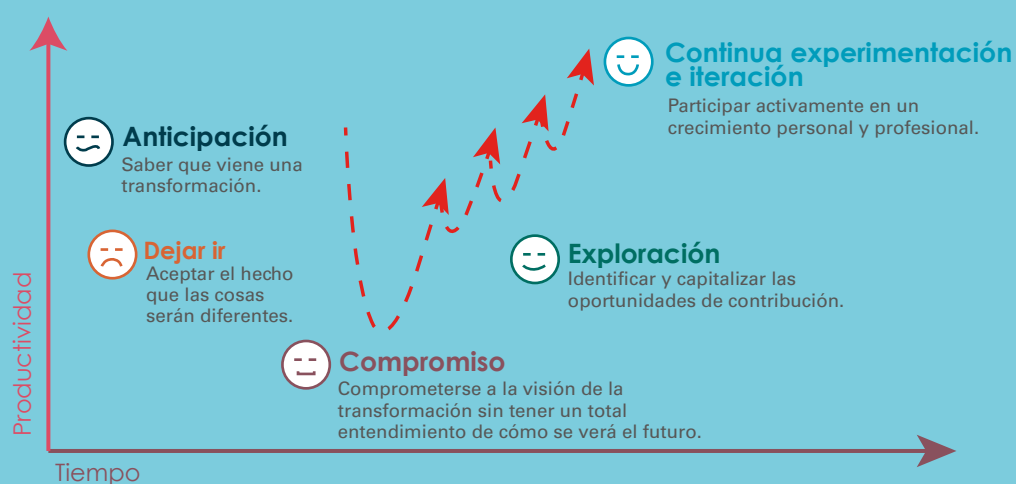 Continua experimentación
e iteración
Participar activamente en un
crecimiento personal y profesional.
Anticipación
Saber que viene una
transformación.
Dejar ir
Aceptar el hecho
que las cosas
serán diferentes.
Exploración
Identificar y capitalizar las
oportunidades de contribución.
Compromiso
Comprometerse a la visión de la
transformación sin tener un total
entendimiento de cómo se verá el futuro.
Productividad
Tiempo